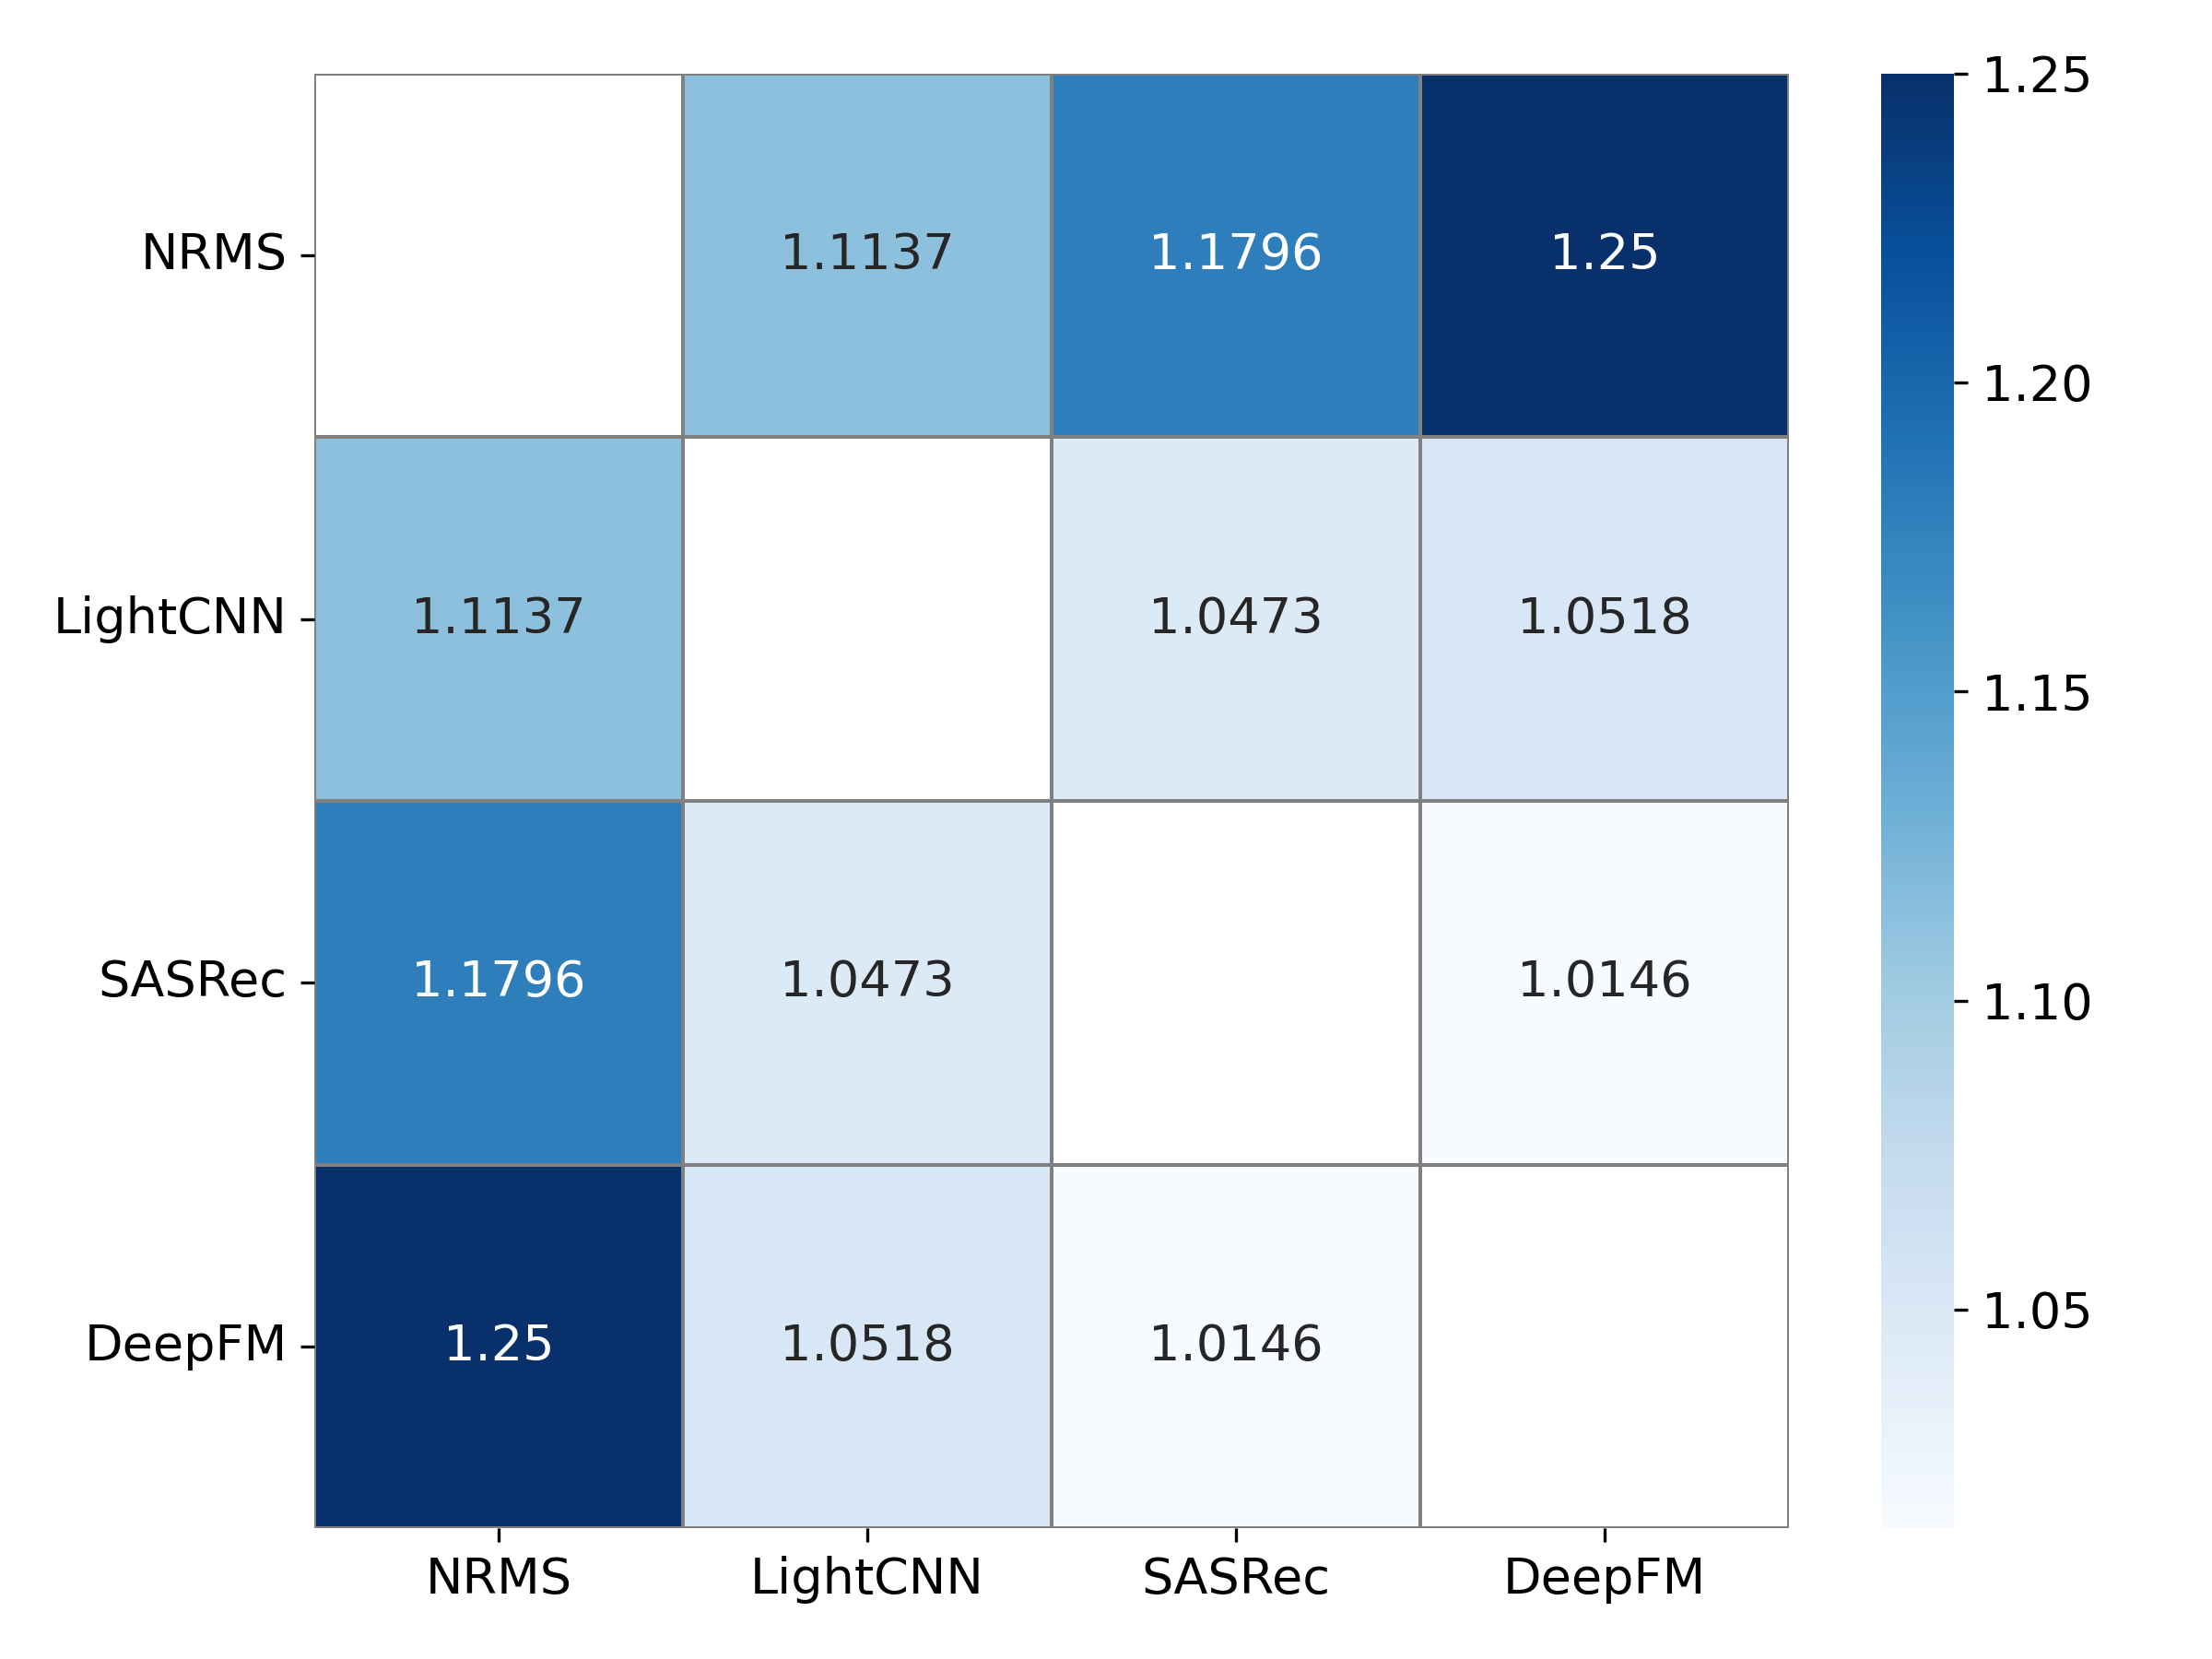 1.25
NRMS 1.1137 1.1796 1.25
1.20
LightCNN 1.1137 1.0473 1.0518
1.15
SASRec 1.1796 1.0473 1.0146
1.10
1.05
DeepFM 1.25 1.0518 1.0146
NRMS LightCNN SASRec DeepFM